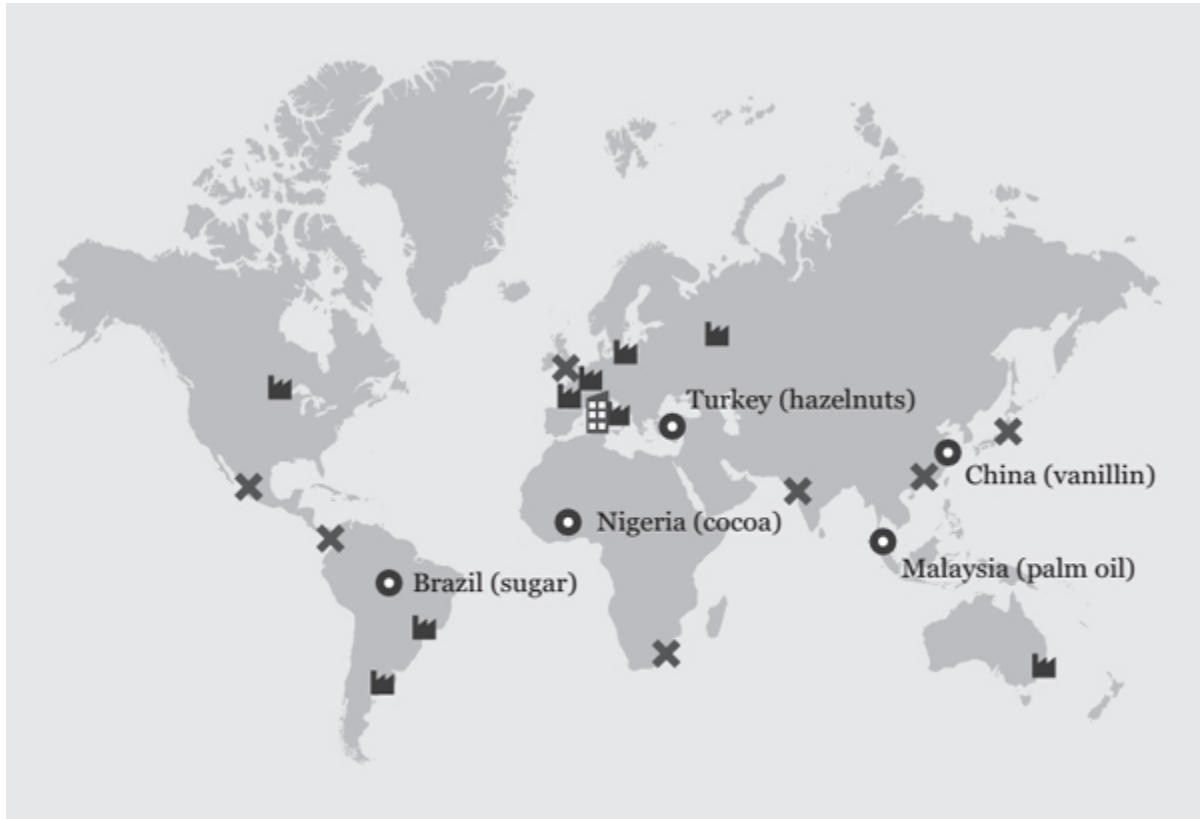 Turkey (hazelnuts)
China (vanillin)
Nigeria (cocoa)
Malaysia (palm oil)
Brazil (sugar)